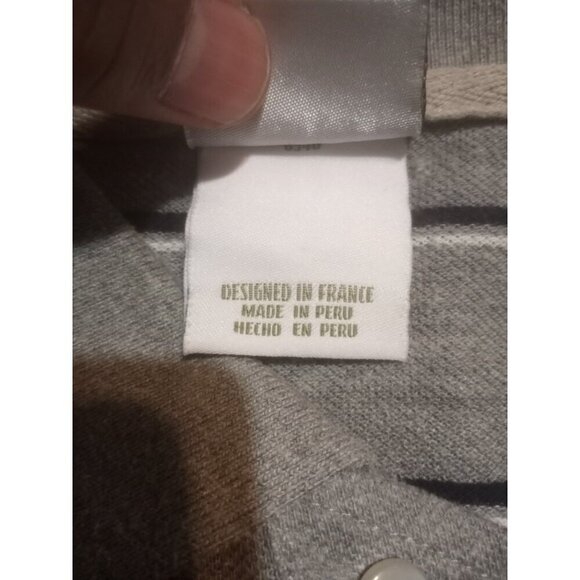 DESIGNED IN FRANCE
MADE IN PERU
HECHO EN PERU